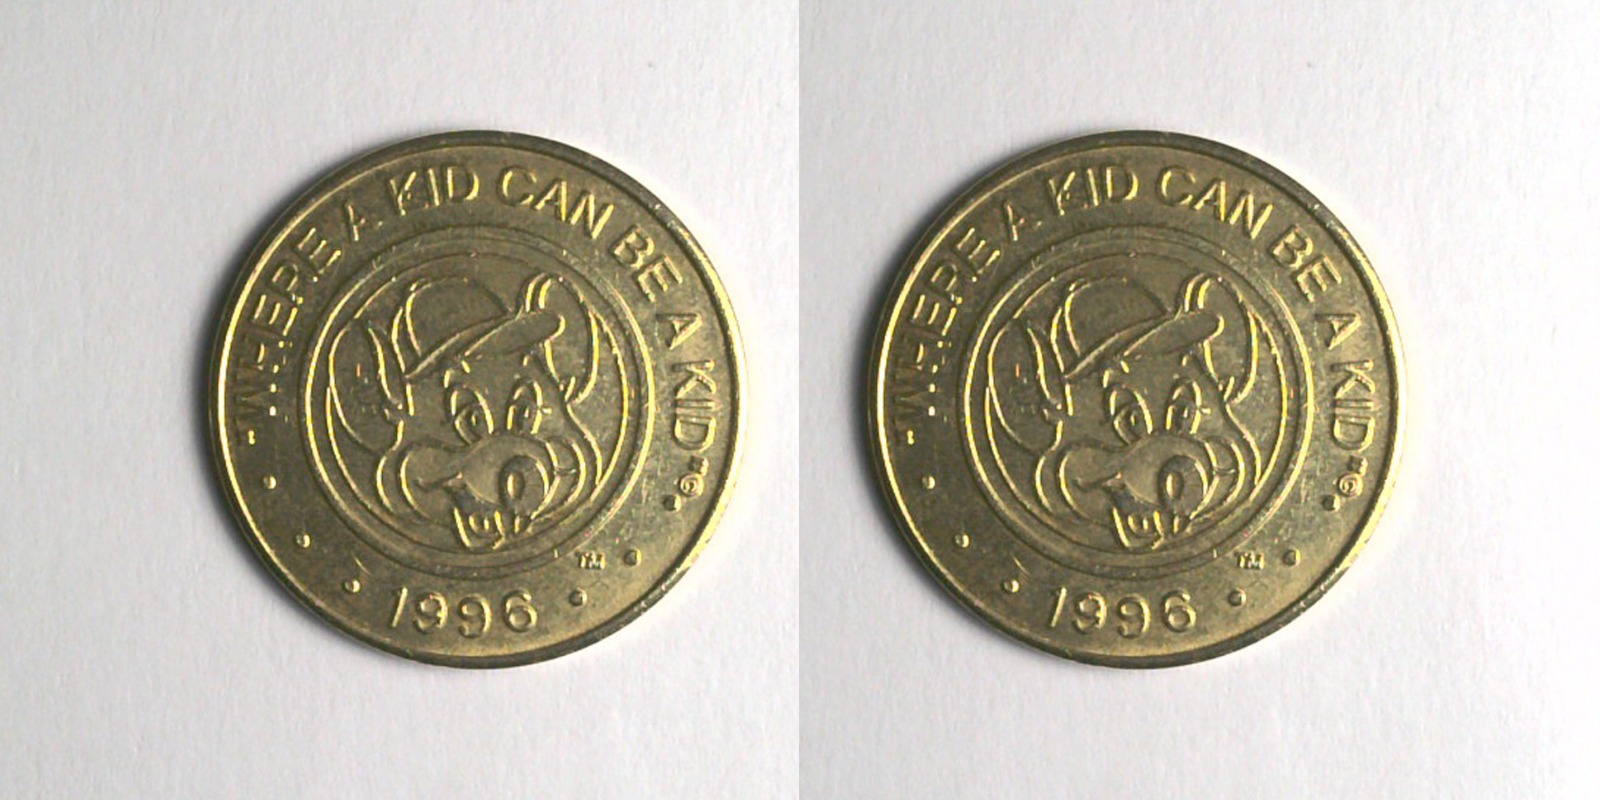 "WHERE A KID CAN BE A KID"©
TM
1996
"WHERE A KID CAN BE A KID"©
TM
1996